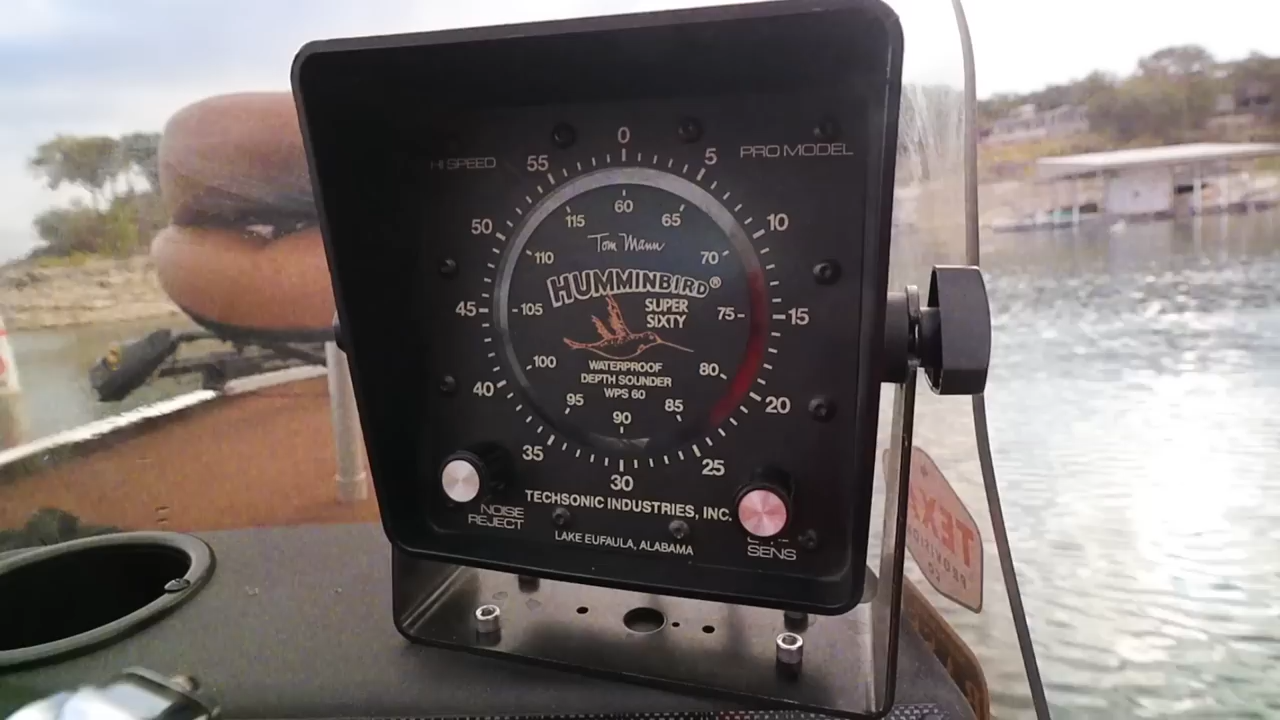 HI SPEED
PRO MODEL
0
5
10
15
20
25
30
35
40
45
50
55
60
65
70
75
80
85
90
95
100
105
110
115
Tom Mann
HUMMINBIRD®
SUPER
SIXTY
WATERPROOF
DEPTH SOUNDER
WPS 60
TECHSONIC INDUSTRIES, INC.
LAKE EUFAULA, ALABAMA
NOISE
REJECT
SENS